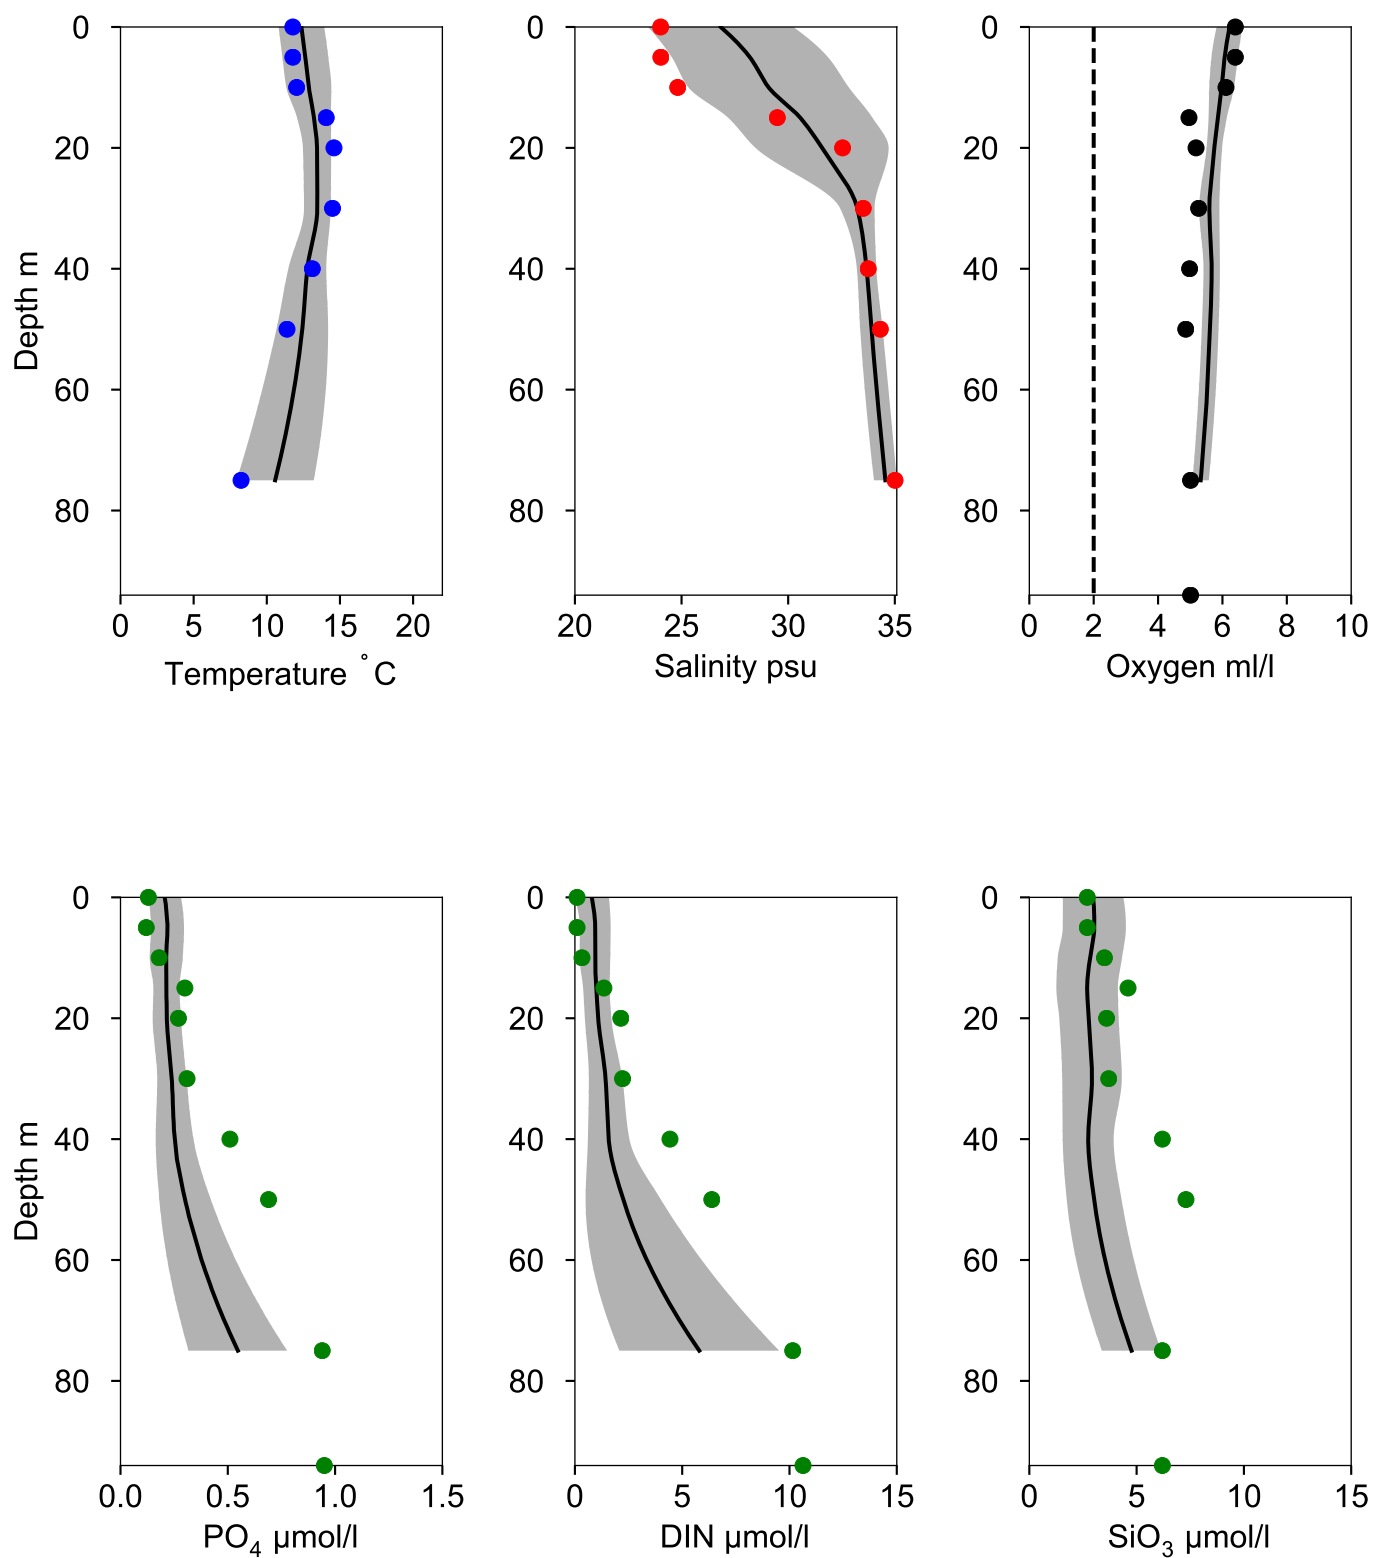 0
20
40
60
80
Depth m
0 5 10 15 20
Temperature °C
0
20
40
60
80
20 25 30 35
Salinity psu
0
20
40
60
80
0 2 4 6 8 10
Oxygen ml/l
0
20
40
60
80
Depth m
0.0 0.5 1.0 1.5
PO₄ µmol/l
0
20
40
60
80
0 5 10 15
DIN µmol/l
0
20
40
60
80
0 5 10 15
SiO₃ µmol/l